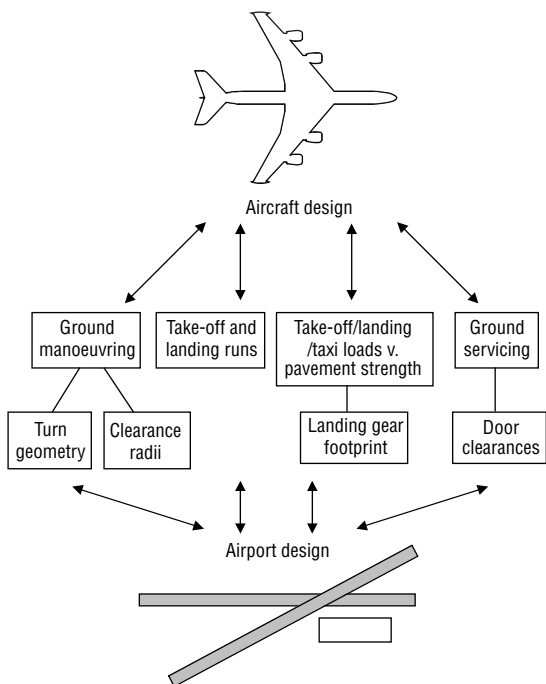 Aircraft design
Ground
manoeuvring
Take-off and
landing runs
Take-off/landing
/taxi loads v.
pavement strength
Ground
servicing
Turn
geometry
Clearance
radii
Landing gear
footprint
Door
clearances
Airport design